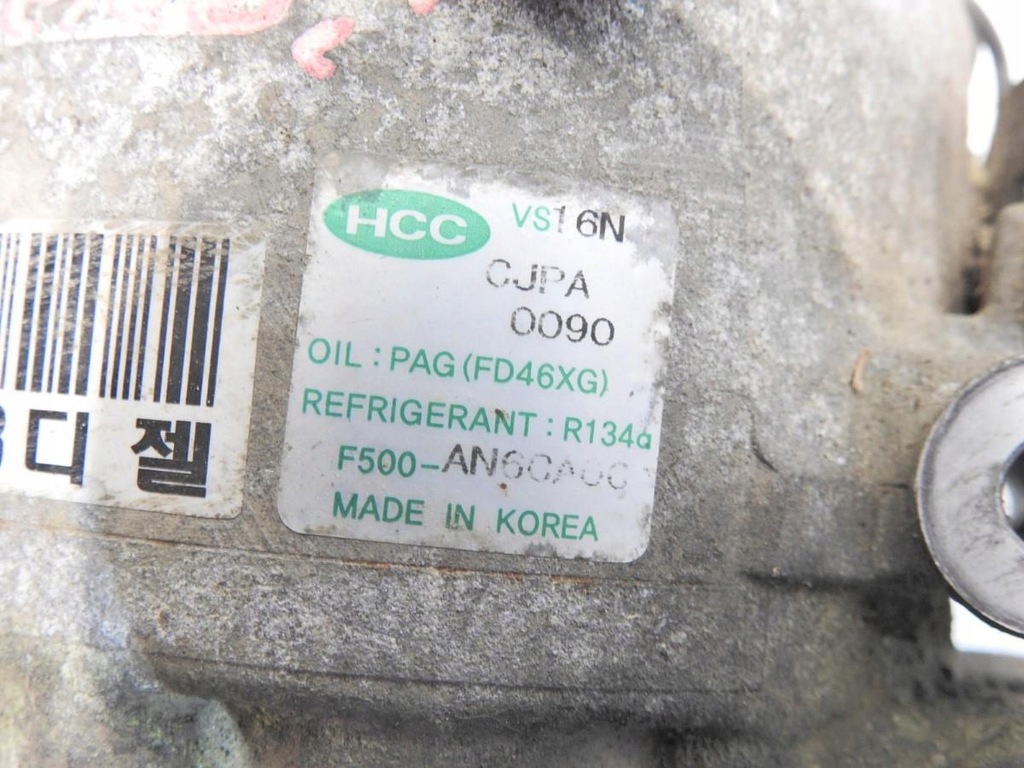 HCC VS16N
CJPA
0090
OIL : PAG (FD46XG)
REFRIGERANT : R134a
MADE IN KOREA
디젤